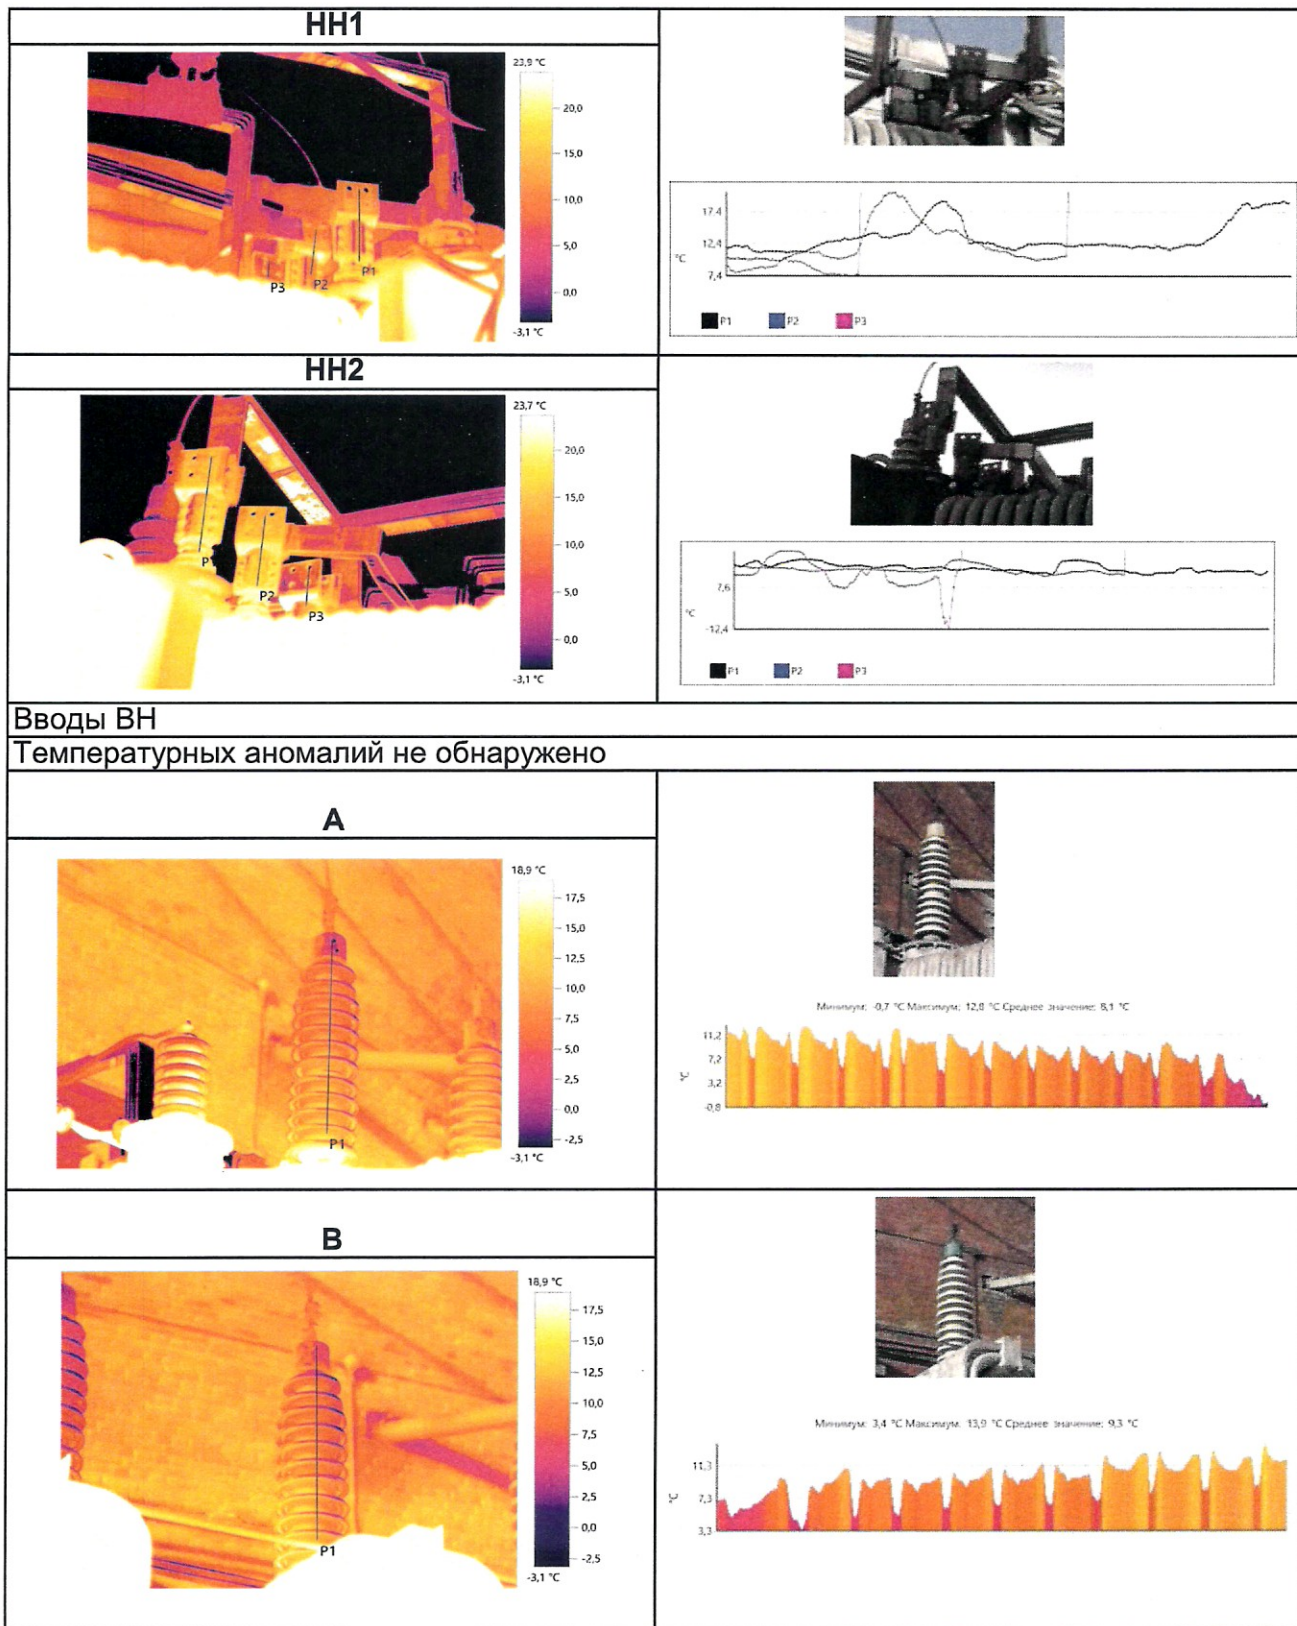 НН1
23,9 °C
20,0
15,0
10,0
5,0
0,0
-3,1 °C
P3
P2
P1
17,4
12,4
°C
7,4
P1 P2 P3
НН2
23,7 °C
20,0
15,0
10,0
5,0
0,0
-3,1 °C
P1
P2
P3
7,6
°C
-12,4
P1 P2 P3
Вводы ВН
Температурных аномалий не обнаружено
А
18,9 °C
17,5
15,0
12,5
10,0
7,5
5,0
2,5
0,0
-2,5
-3,1 °C
P1
Минимум: -0,7 °C Максимум: 12,8 °C Среднее значение: 8,1 °C
11,2
7,2
°C
3,2
-0,8
В
18,9 °C
17,5
15,0
12,5
10,0
7,5
5,0
2,5
0,0
-2,5
-3,1 °C
P1
Минимум: 3,4 °C Максимум: 13,9 °C Среднее значение: 9,3 °C
11,3
°C
7,3
3,3